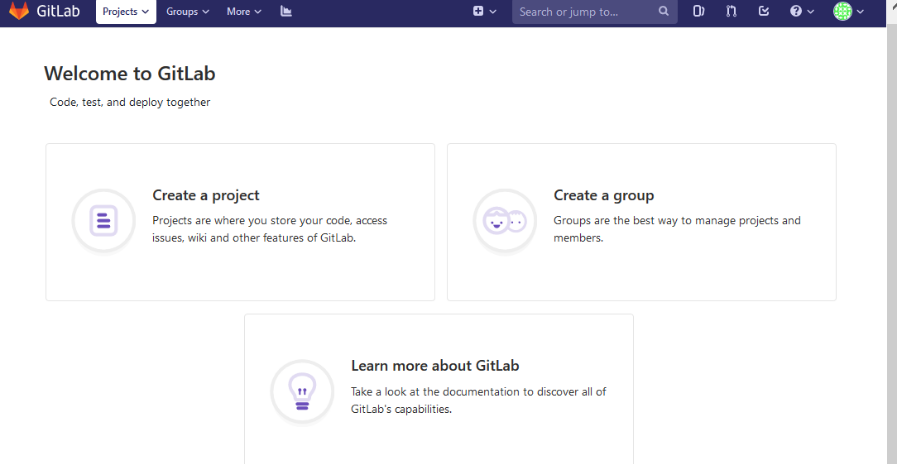 GitLab Projects Groups More Search or jump to...
Welcome to GitLab
Code, test, and deploy together
Create a project
Projects are where you store your code, access
issues, wiki and other features of GitLab.
Create a group
Groups are the best way to manage projects and
members.
Learn more about GitLab
Take a look at the documentation to discover all of
GitLab's capabilities.